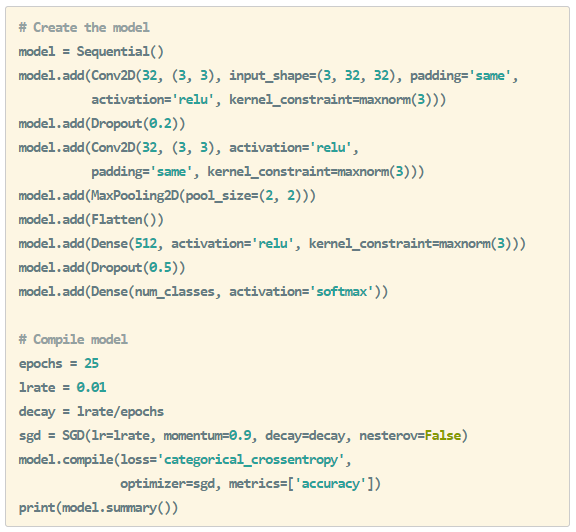 # Create the model
model = Sequential()
model.add(Conv2D(32, (3, 3), input_shape=(3, 32, 32), padding='same',
          activation='relu', kernel_constraint=maxnorm(3)))
model.add(Dropout(0.2))
model.add(Conv2D(32, (3, 3), activation='relu',
          padding='same', kernel_constraint=maxnorm(3)))
model.add(MaxPooling2D(pool_size=(2, 2)))
model.add(Flatten())
model.add(Dense(512, activation='relu', kernel_constraint=maxnorm(3)))
model.add(Dropout(0.5))
model.add(Dense(num_classes, activation='softmax'))

# Compile model
epochs = 25
lrate = 0.01
decay = lrate/epochs
sgd = SGD(lr=lrate, momentum=0.9, decay=decay, nesterov=False)
model.compile(loss='categorical_crossentropy',
              optimizer=sgd, metrics=['accuracy'])
print(model.summary())